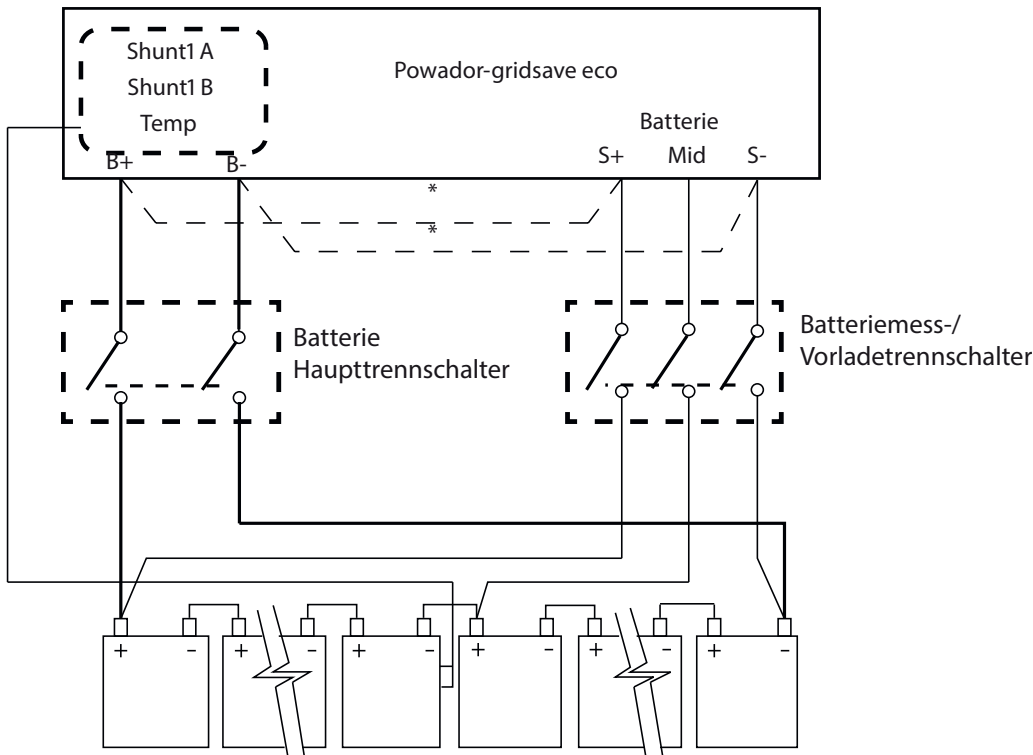 Shunt1 A
Shunt1 B
Temp
Powador-gridsave eco
Batterie
B+
B-
S+
Mid
S-
*
*
Batterie
Haupttrennschalter
Batteriemess-/
Vorladetrennschalter
+ - + - + - + - + - + -